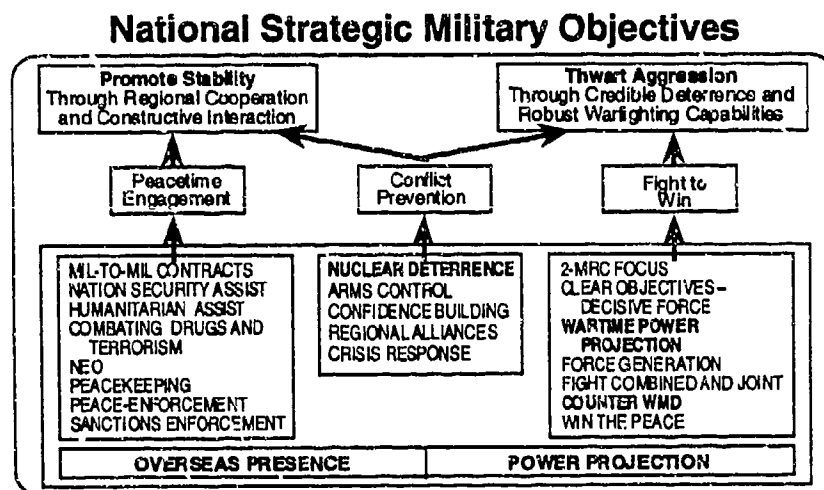 National Strategic Military Objectives
Promote Stability
Through Regional Cooperation
and Constructive Interaction
Thwart Aggression
Through Credible Deterrence and
Robust Warfighting Capabilities
Peacetime
Engagement
Conflict
Prevention
Fight to
Win
MIL-TO-MIL CONTRACTS
NATION SECURITY ASSIST
HUMANITARIAN ASSIST
COMBATING DRUGS AND
TERRORISM
NEO
PEACEKEEPING
PEACE-ENFORCEMENT
SANCTIONS ENFORCEMENT
NUCLEAR DETERRENCE
ARMS CONTROL
CONFIDENCE BUILDING
REGIONAL ALLIANCES
CRISIS RESPONSE
2-MRC FOCUS
CLEAR OBJECTIVES–
DECISIVE FORCE
WARTIME POWER
PROJECTION
FORCE GENERATION
FIGHT COMBINED AND JOINT
COUNTER WMD
WIN THE PEACE
OVERSEAS PRESENCE
POWER PROJECTION